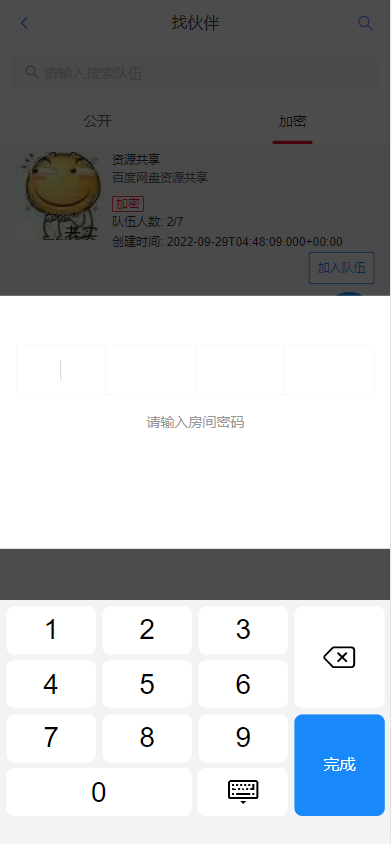 找伙伴
请输入搜索队伍
公开
加密
资源共享
百度网盘资源共享
加密
队伍人数: 2/7
创建时间: 2022-09-29T04:48:09.000+00:00
加入队伍
请输入房间密码
1
2
3
4
5
6
7
8
9
完成
0